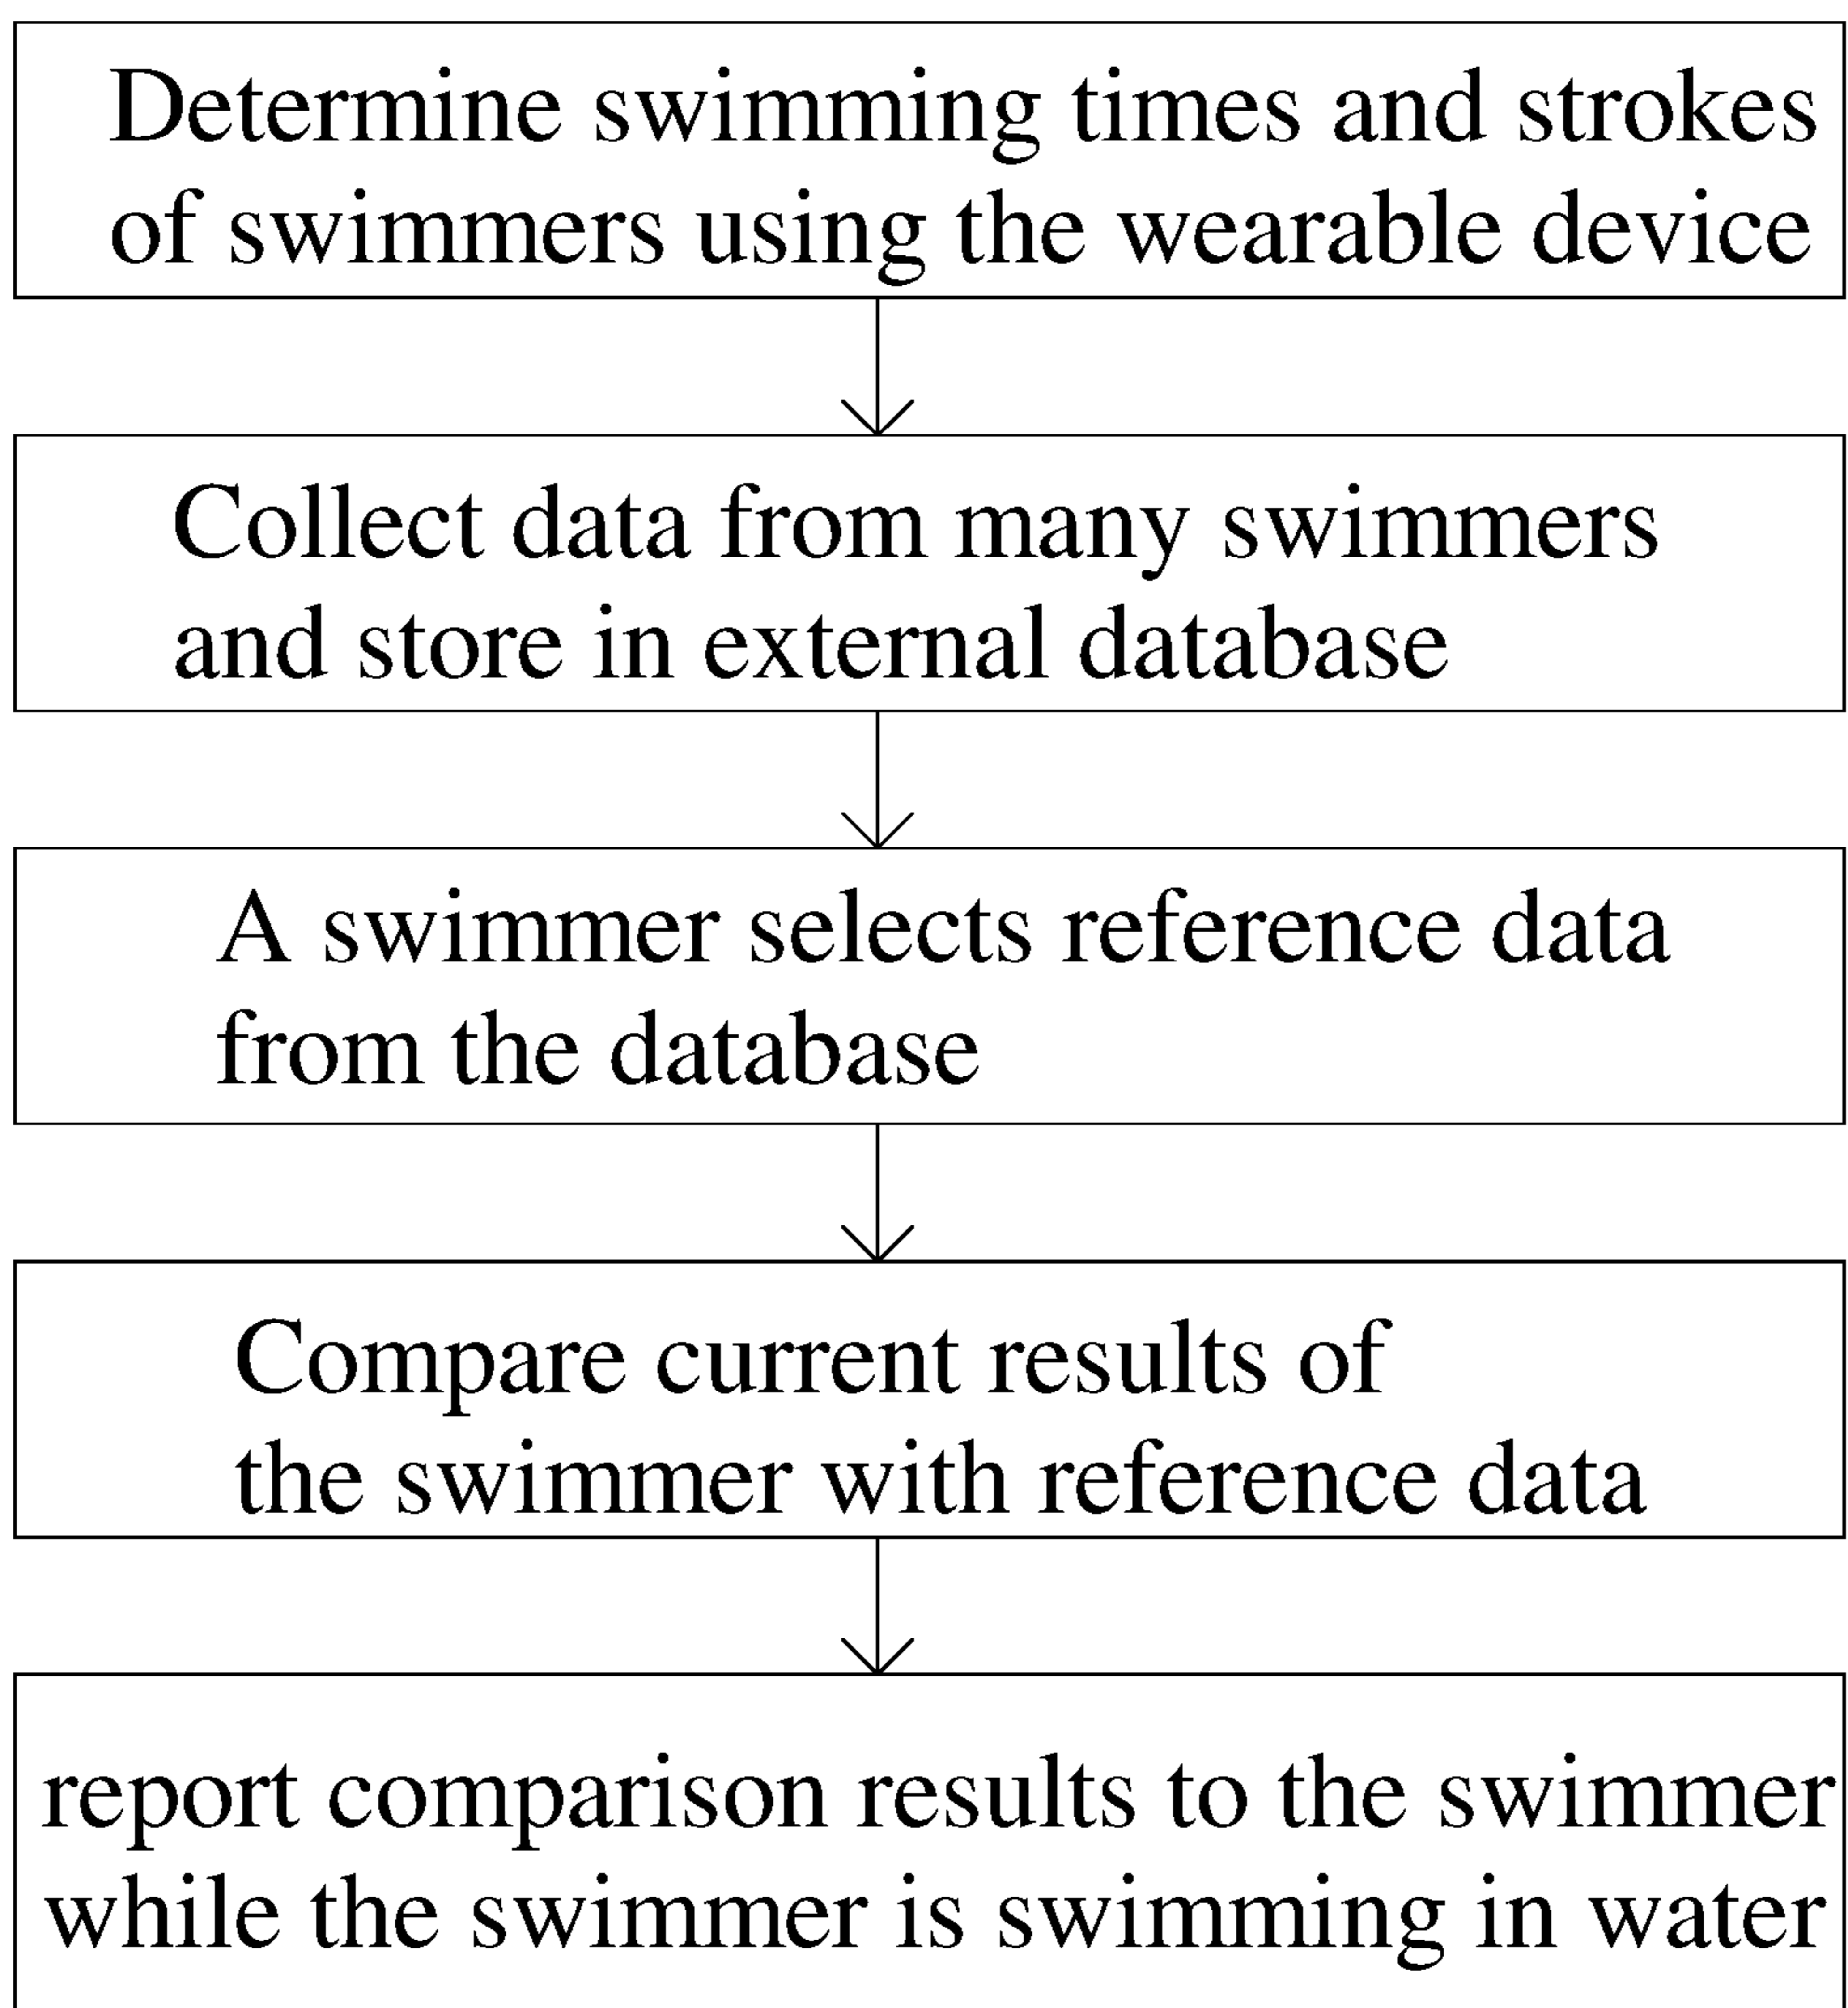 Determine swimming times and strokes
of swimmers using the wearable device
Collect data from many swimmers
and store in external database
A swimmer selects reference data
from the database
Compare current results of
the swimmer with reference data
report comparison results to the swimmer
while the swimmer is swimming in water